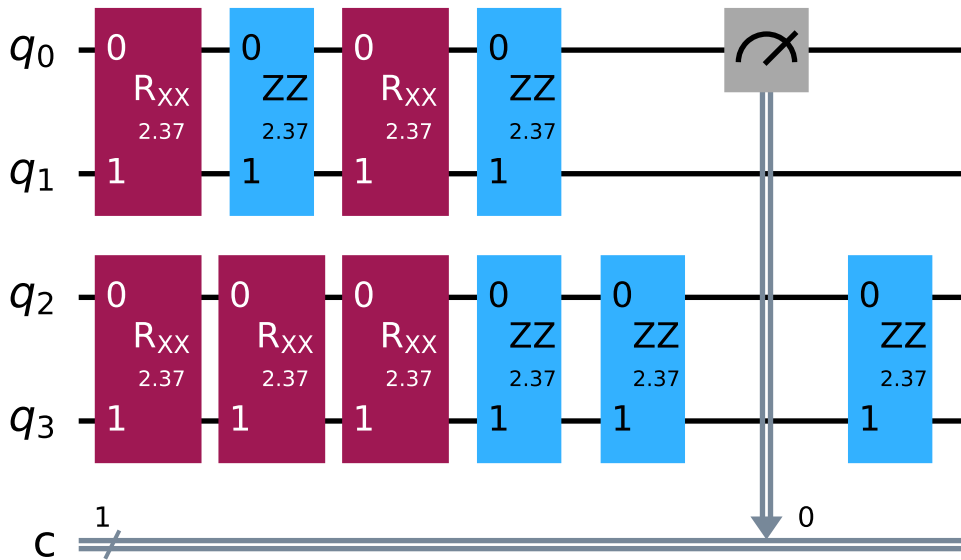 q0 0 0 0 0
RXX ZZ RXX ZZ
2.37 2.37 2.37 2.37
q1 1 1 1 1
q2 0 0 0 0 0 0
RXX RXX RXX ZZ ZZ ZZ
2.37 2.37 2.37 2.37 2.37 2.37
q3 1 1 1 1 1 1
1 0
c